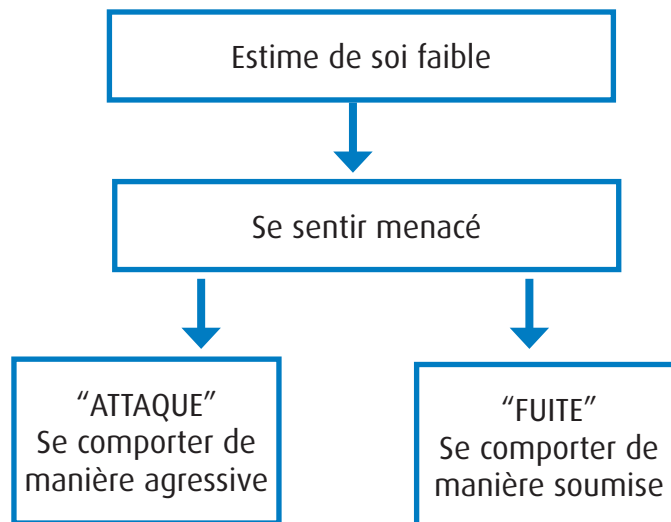 Estime de soi faible
Se sentir menacé
“ATTAQUE”
Se comporter de
manière agressive
“FUITE”
Se comporter de
manière soumise